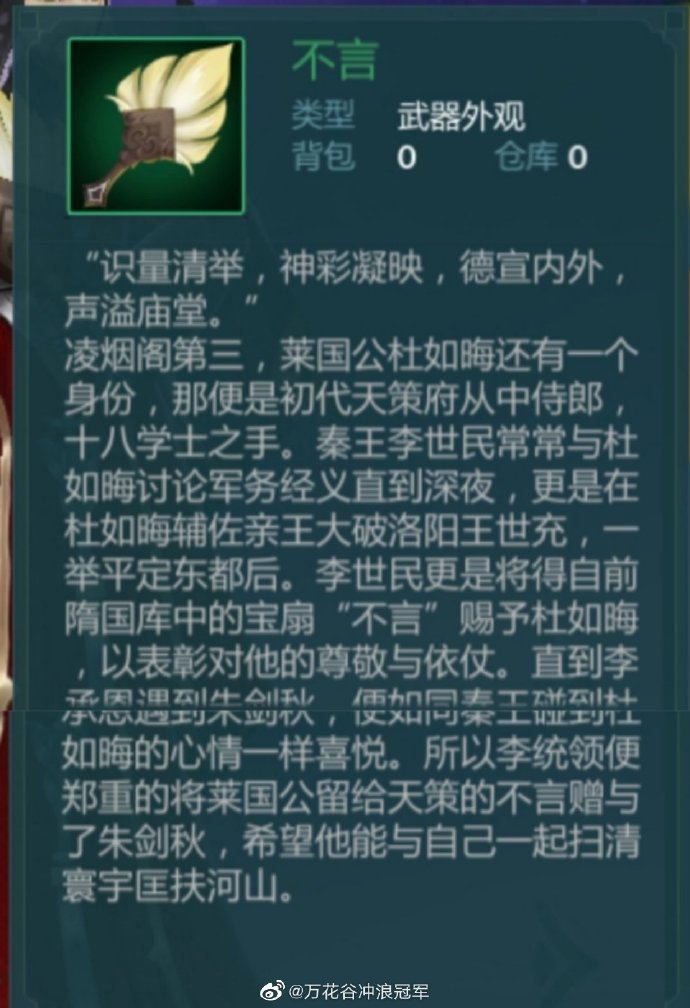 不言
类型 武器外观
背包 0 仓库 0
“识量清举，神彩凝映，德宣内外，
声溢庙堂。”
凌烟阁第三，莱国公杜如晦还有一个
身份，那便是初代天策府从中侍郎，
十八学士之手。秦王李世民常常与杜
如晦讨论军务经义直到深夜，更是在
杜如晦辅佐亲王大破洛阳王世充，一
举平定东都后。李世民更是将得自前
隋国库中的宝扇“不言”赐予杜如晦
，以表彰对他的尊敬与依仗。直到李
承恩遇到朱剑秋，便如同秦王碰到杜
如晦的心情一样喜悦。所以李统领便
郑重的将莱国公留给天策的不言赠与
了朱剑秋，希望他能与自己一起扫清
寰宇匡扶河山。
@万花谷冲浪冠军